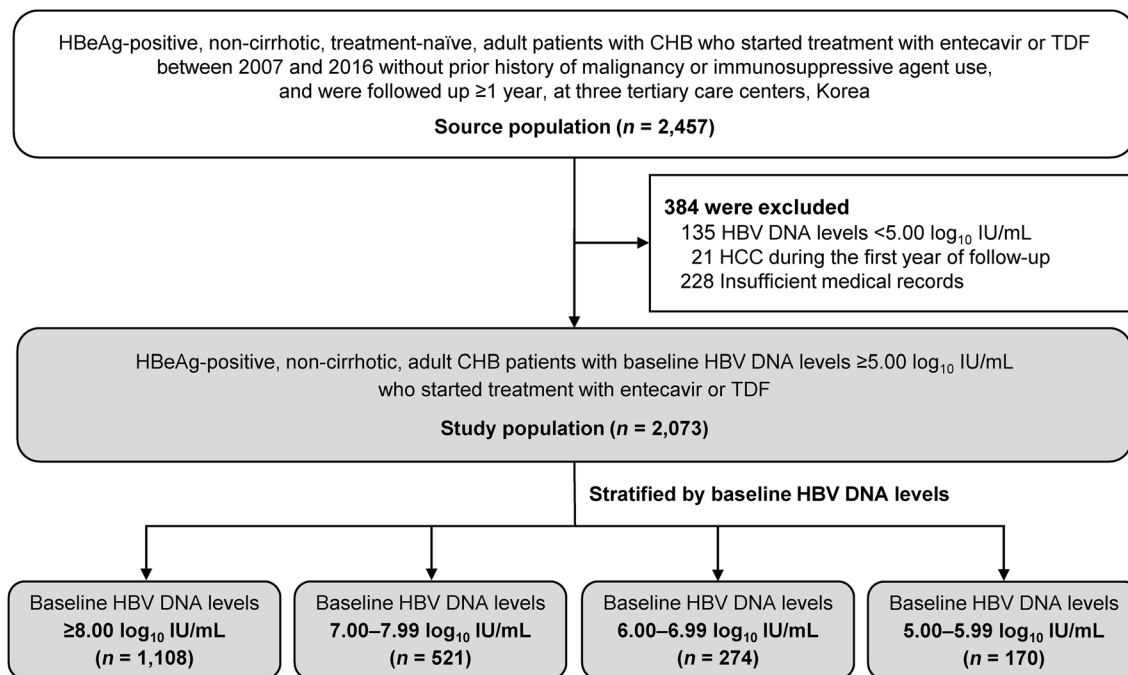 HBeAg-positive, non-cirrhotic, treatment-naïve, adult patients with CHB who started treatment with entecavir or TDF
between 2007 and 2016 without prior history of malignancy or immunosuppressive agent use,
and were followed up ≥1 year, at three tertiary care centers, Korea
Source population (n = 2,457)
384 were excluded
135 HBV DNA levels <5.00 log₁₀ IU/mL
21 HCC during the first year of follow-up
228 Insufficient medical records
HBeAg-positive, non-cirrhotic, adult CHB patients with baseline HBV DNA levels ≥5.00 log₁₀ IU/mL
who started treatment with entecavir or TDF
Study population (n = 2,073)
Stratified by baseline HBV DNA levels
Baseline HBV DNA levels
≥8.00 log₁₀ IU/mL
(n = 1,108)
Baseline HBV DNA levels
7.00–7.99 log₁₀ IU/mL
(n = 521)
Baseline HBV DNA levels
6.00–6.99 log₁₀ IU/mL
(n = 274)
Baseline HBV DNA levels
5.00–5.99 log₁₀ IU/mL
(n = 170)